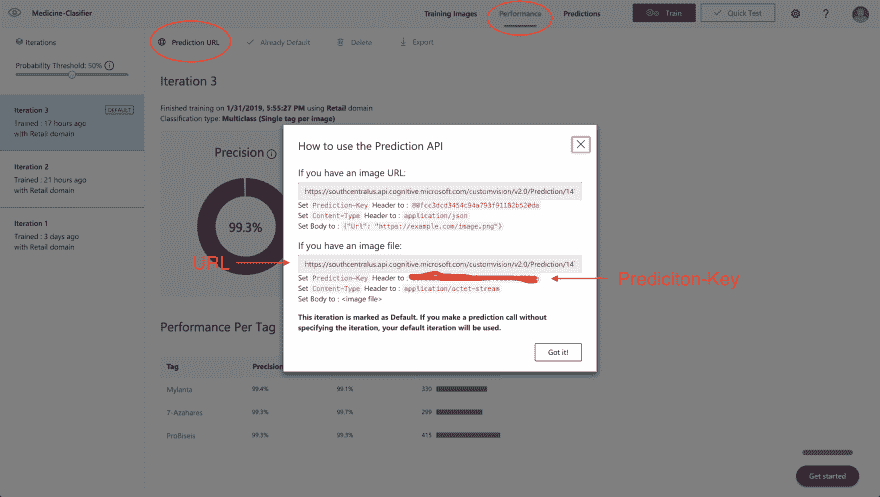 Medicine-Clasifier
Training Images Performance Predictions
Train Quick Test ?
Iterations
Prediction URL Already Default Delete Export
Probability Threshold: 50%
Iteration 3
Iteration 3 DEFAULT
Trained : 17 hours ago
with Retail domain
Finished training on 1/31/2019, 5:55:27 PM using Retail domain
Classification type: Multiclass (Single tag per image)
Iteration 2
Trained : 21 hours ago
with Retail domain
Iteration 1
Trained : 3 days ago
with Retail domain
Precision
99.3%
How to use the Prediction API
If you have an image URL:
https://southcentralus.api.cognitive.microsoft.com/customvision/v2.0/Prediction/14
Set Prediction-Key Header to :
Set Content-Type Header to : application/json
Set Body to : {"Url": "https://example.com/image.png"}
If you have an image file:
https://southcentralus.api.cognitive.microsoft.com/customvision/v2.0/Prediction/14
Set Prediction-Key Header to :
Set Content-Type Header to : application/octet-stream
Set Body to : <image file>
This iteration is marked as Default. If you make a prediction call without
specifying the iteration, your default iteration will be used.
Got it!
URL
Prediciton-Key
Performance Per Tag
Tag Precision
Mylanta 99.4% 99.1% 330
7-Azahares 99.3% 99.7% 299
ProBiseis 99.3% 99.3% 415
Get started